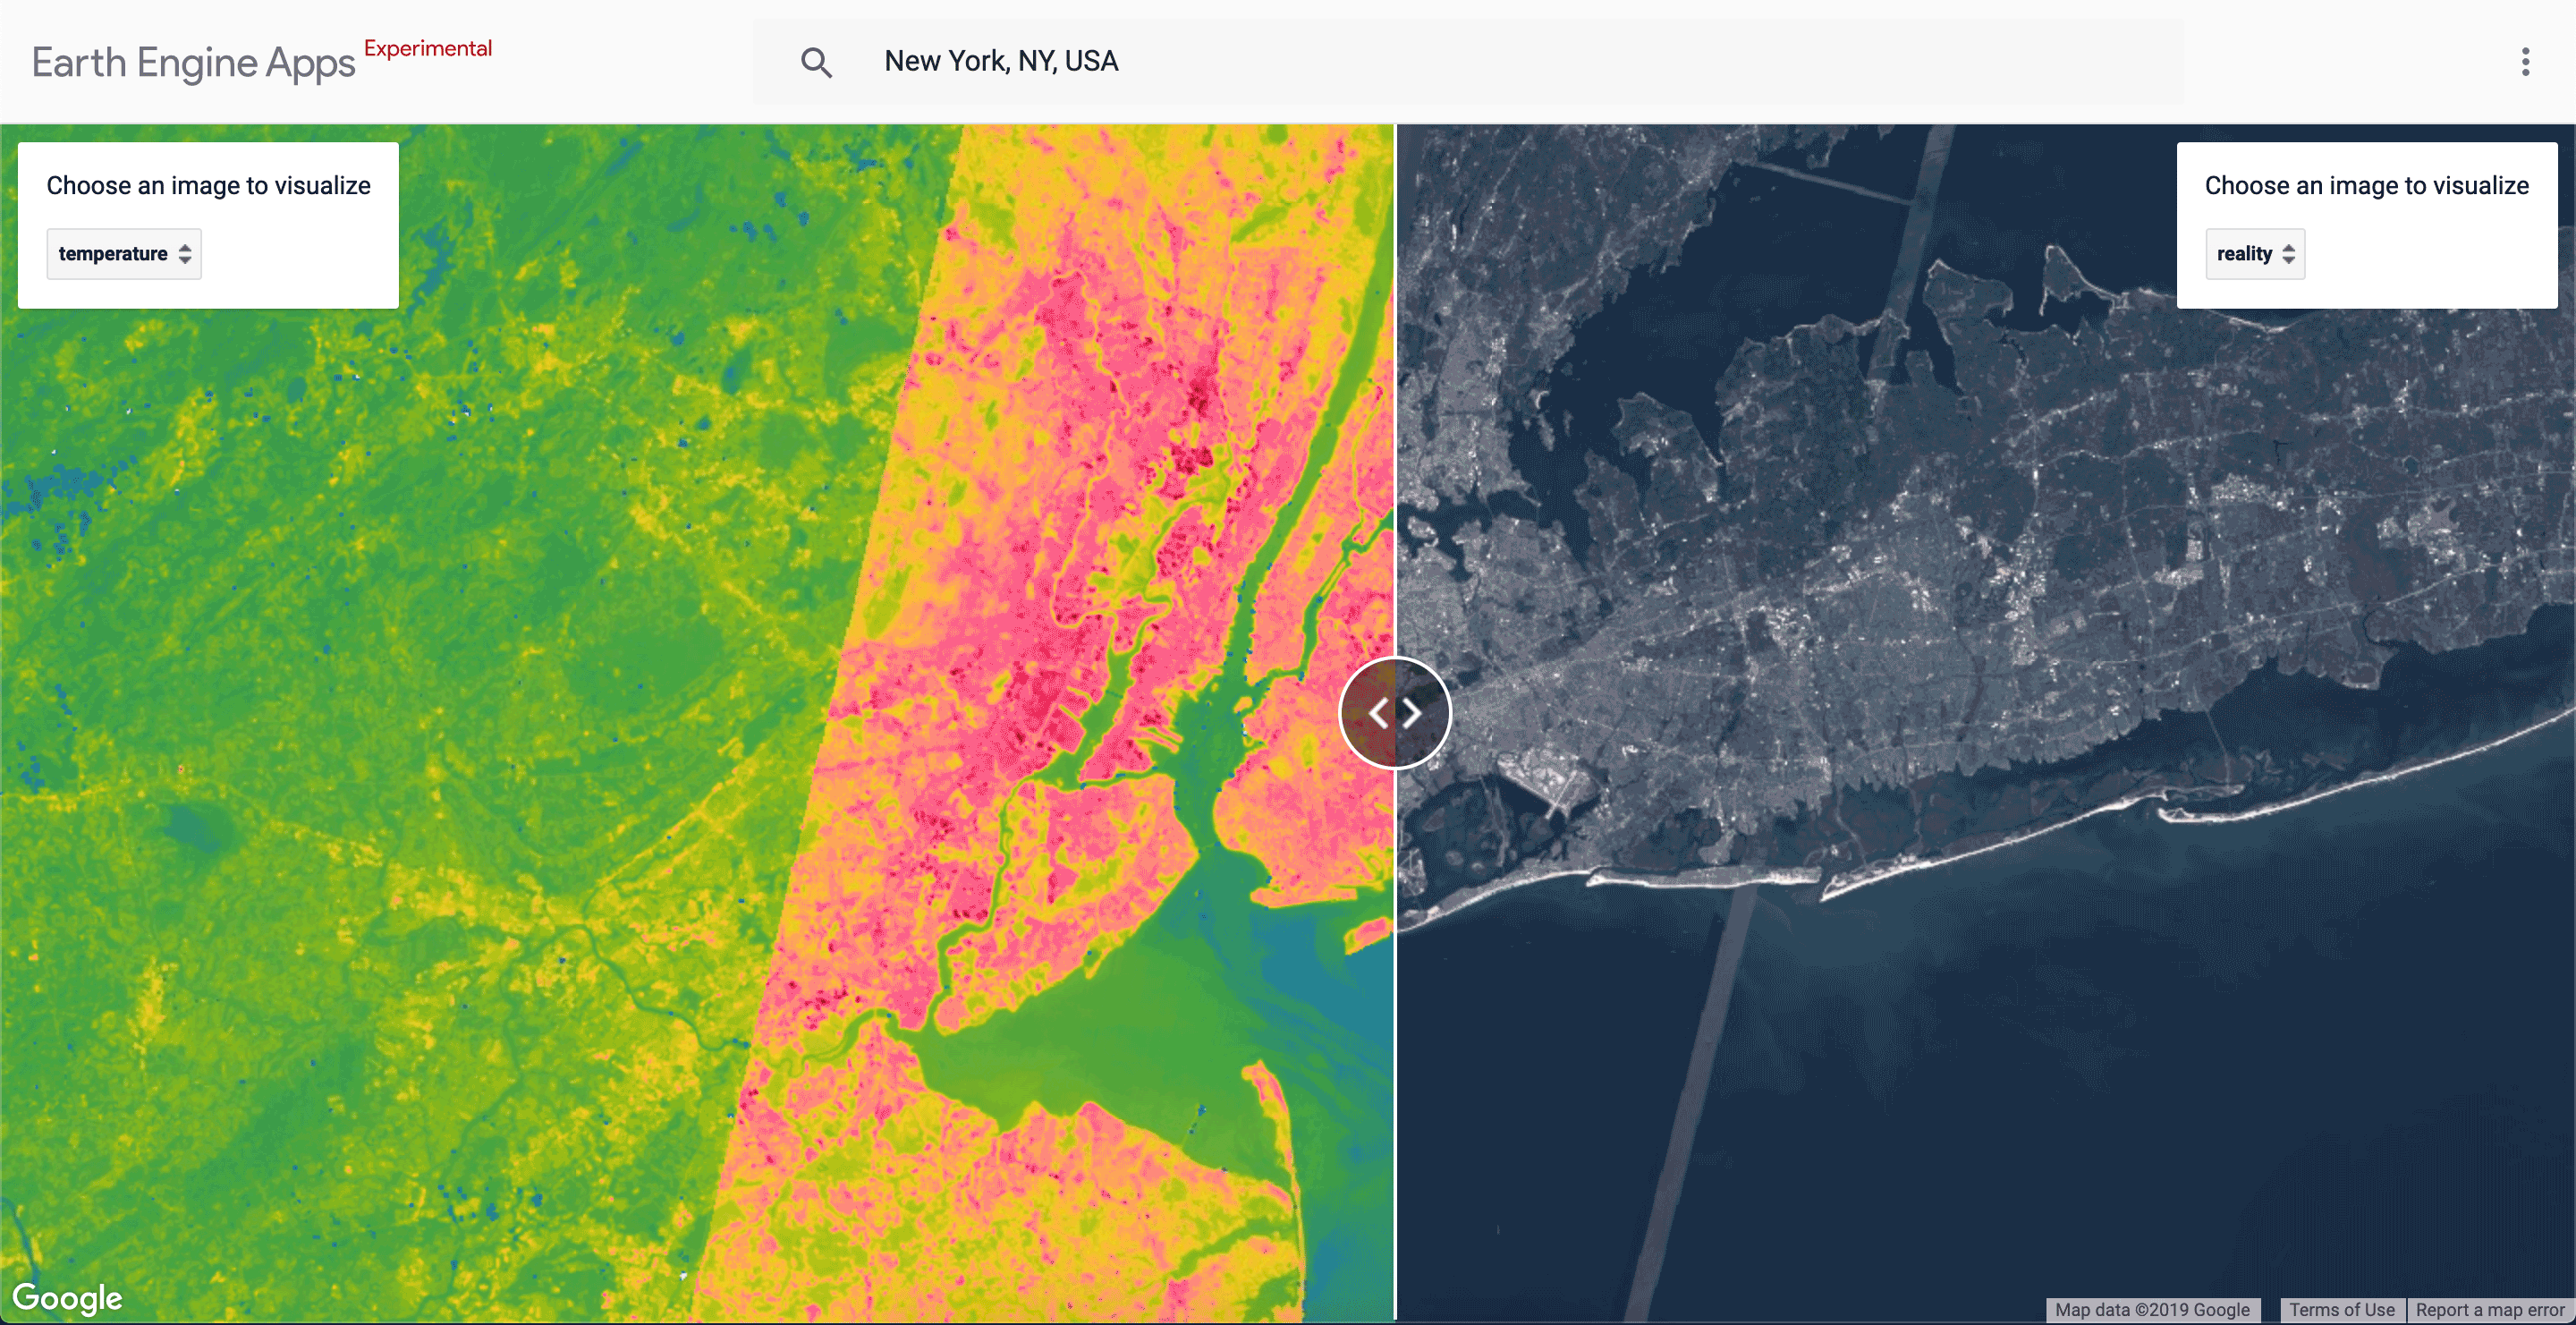 Earth Engine Apps Experimental
New York, NY, USA
Choose an image to visualize
temperature
Choose an image to visualize
reality
Google
Map data ©2019 Google
Terms of Use
Report a map error